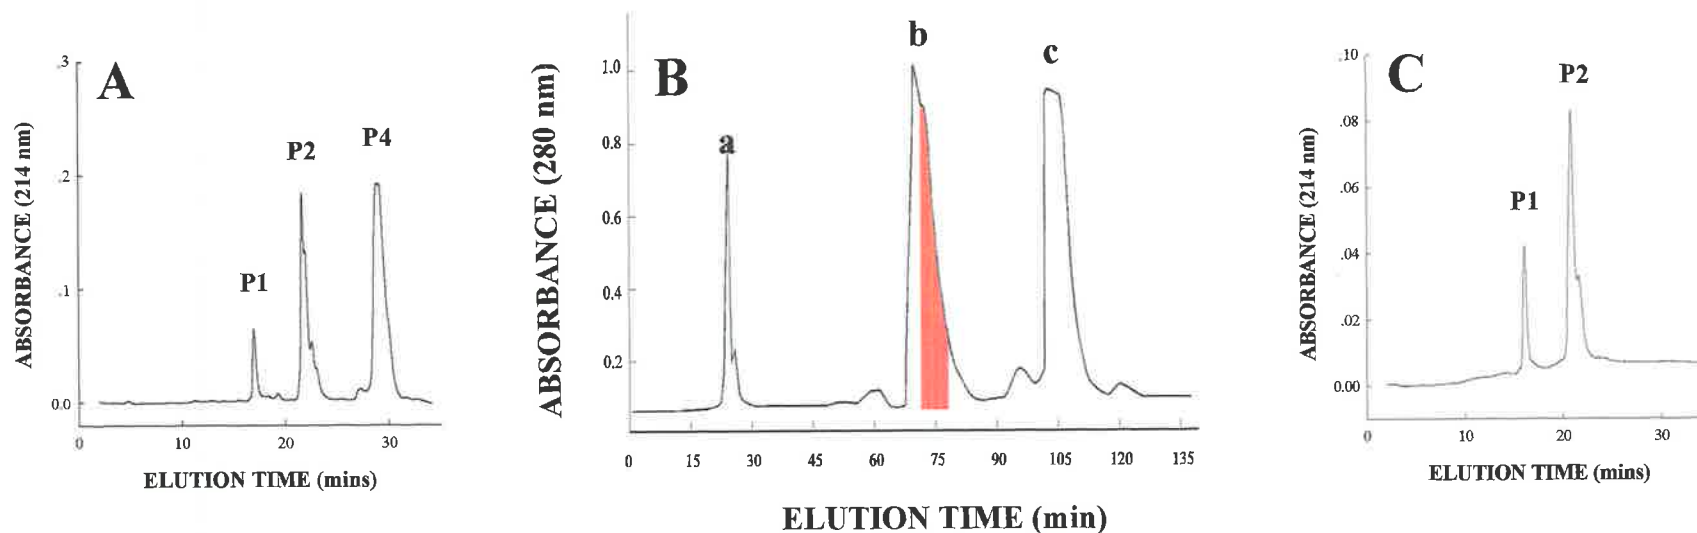 A
ABSORBANCE (214 nm)
.3
.2
.1
0.0
P1
P2
P4
0 10 20 30
ELUTION TIME (mins)
B
ABSORBANCE (280 nm)
1.0
0.8
0.6
0.4
0.2
a
b
c
0 15 30 45 60 75 90 105 120 135
ELUTION TIME (min)
C
ABSORBANCE (214 nm)
.10
.08
.06
.04
.02
0.00
P1
P2
0 10 20 30
ELUTION TIME (mins)